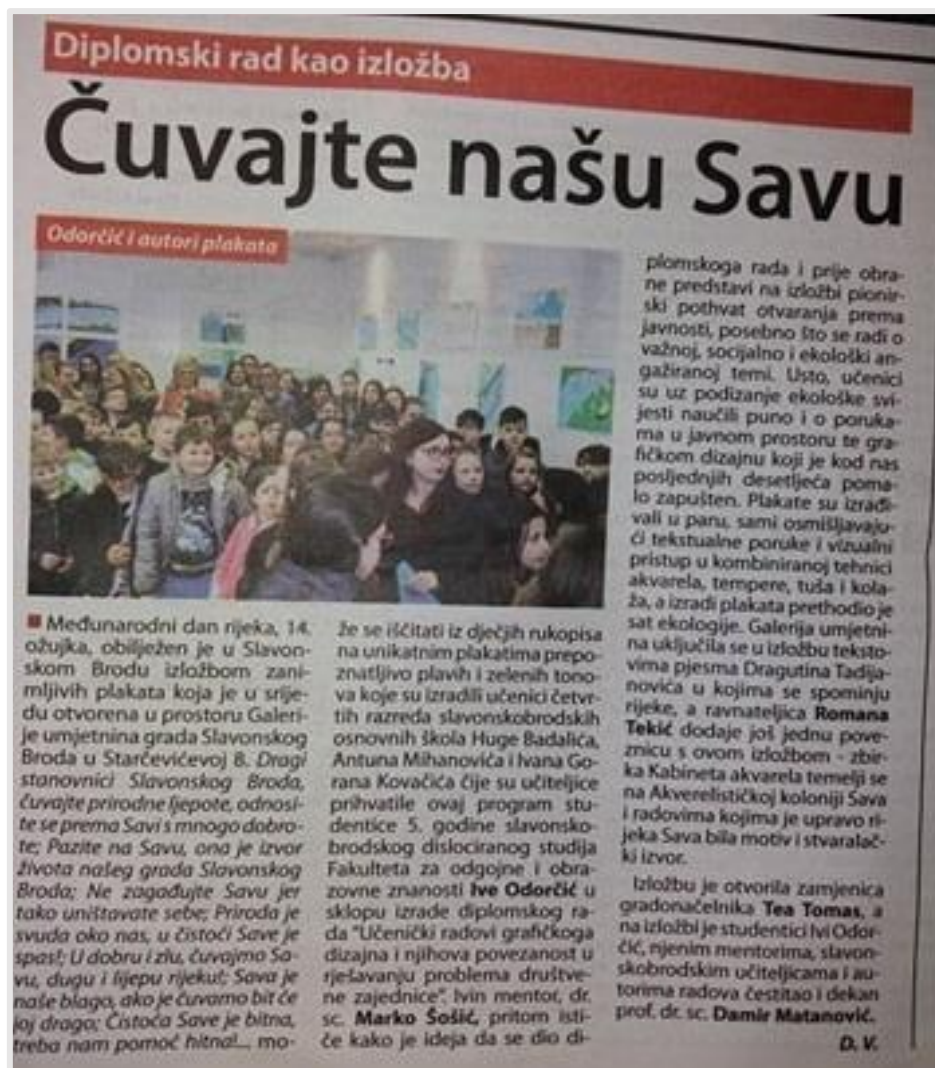 Diplomski rad kao izložba
Čuvajte našu Savu
Odorčić i autori plakata
■ Međunarodni dan rijeka, 14.
ožujka, obilježen je u Slavon-
skom Brodu izložbom zani-
mljivih plakata koja je u srije-
du otvorena u prostoru Galeri-
je umjetnina grada Slavonskog
Broda u Starčevićevoj 8. Dragi
stanovnici Slavonskog Broda,
čuvajte prirodne ljepote, odnosi-
te se prema Savi s mnogo dobro-
te; Pazite na Savu, ona je izvor
života našeg grada Slavonskog
Broda; Ne zagađujte Savu jer
tako uništavate sebe; Priroda je
svuda oko nas, u čistoći Save je
spas!; U dobru i zlu, čuvajmo Sa-
vu, dugu i lijepu rijeku!; Sava je
naše blago, ako je čuvamo bit će
joj drago; Čistoća Save je bitna,
treba nam pomoć hitna!... mo-
že se iščitati iz dječjih rukopisa
na unikatnim plakatima prepo-
znatljivo plavih i zelenih tono-
va koje su izradili učenici četvr-
tih razreda slavonskobrodskih
osnovnih škola Huge Badalića,
Antuna Mihanovića i Ivana Go-
rana Kovačića čije su učiteljice
prihvatile ovaj program stu-
dentice 5. godine slavonsko-
brodskog dislociranog studija
Fakulteta za odgojne i obra-
zovne znanosti Ive Odorčić u
sklopu izrade diplomskog ra-
da "Učenički radovi grafičkoga
dizajna i njihova povezanost u
rješavanju problema društve-
ne zajednice". Ivin mentor, dr.
sc. Marko Šošić, pritom isti-
če kako je ideja da se dio di-
plomskoga rada i prije obra-
ne predstavi na izložbi pionir-
ski pothvat otvaranja prema
javnosti, posebno što se radi o
važnoj, socijalno i ekološki an-
gažiranoj temi. Usto, učenici
su uz podizanje ekološke svi-
jesti naučili puno i o poruka-
ma u javnom prostoru te gra-
fičkom dizajnu koji je kod nas
posljednjih desetljeća poma-
lo zapušten. Plakate su izrađi-
vali u paru, sami osmišljavaju-
ći tekstualne poruke i vizualni
pristup u kombiniranoj tehnici
akvarela, tempere, tuša i kola-
ža, a izradi plakata prethodio je
sat ekologije. Galerija umjetni-
na uključila se u izložbu teksto-
vima pjesma Dragutina Tadija-
novića u kojima se spominju
rijeke, a ravnateljica Romana
Tekić dodaje još jednu pove-
znicu s ovom izložbom - zbir-
ka Kabineta akvarela temelji se
na Akverelističkoj koloniji Sava
i radovima kojima je upravo ri-
jeka Sava bila motiv i stvaralač-
ki izvor.
Izložbu je otvorila zamjenica
gradonačelnika Tea Tomas, a
na izložbi je studentici Ivi Odor-
čić, njenim mentorima, slavon-
skobrodskim učiteljicama i au-
torima radova čestitao i dekan
prof. dr. sc. Damir Matanović.
D. V.